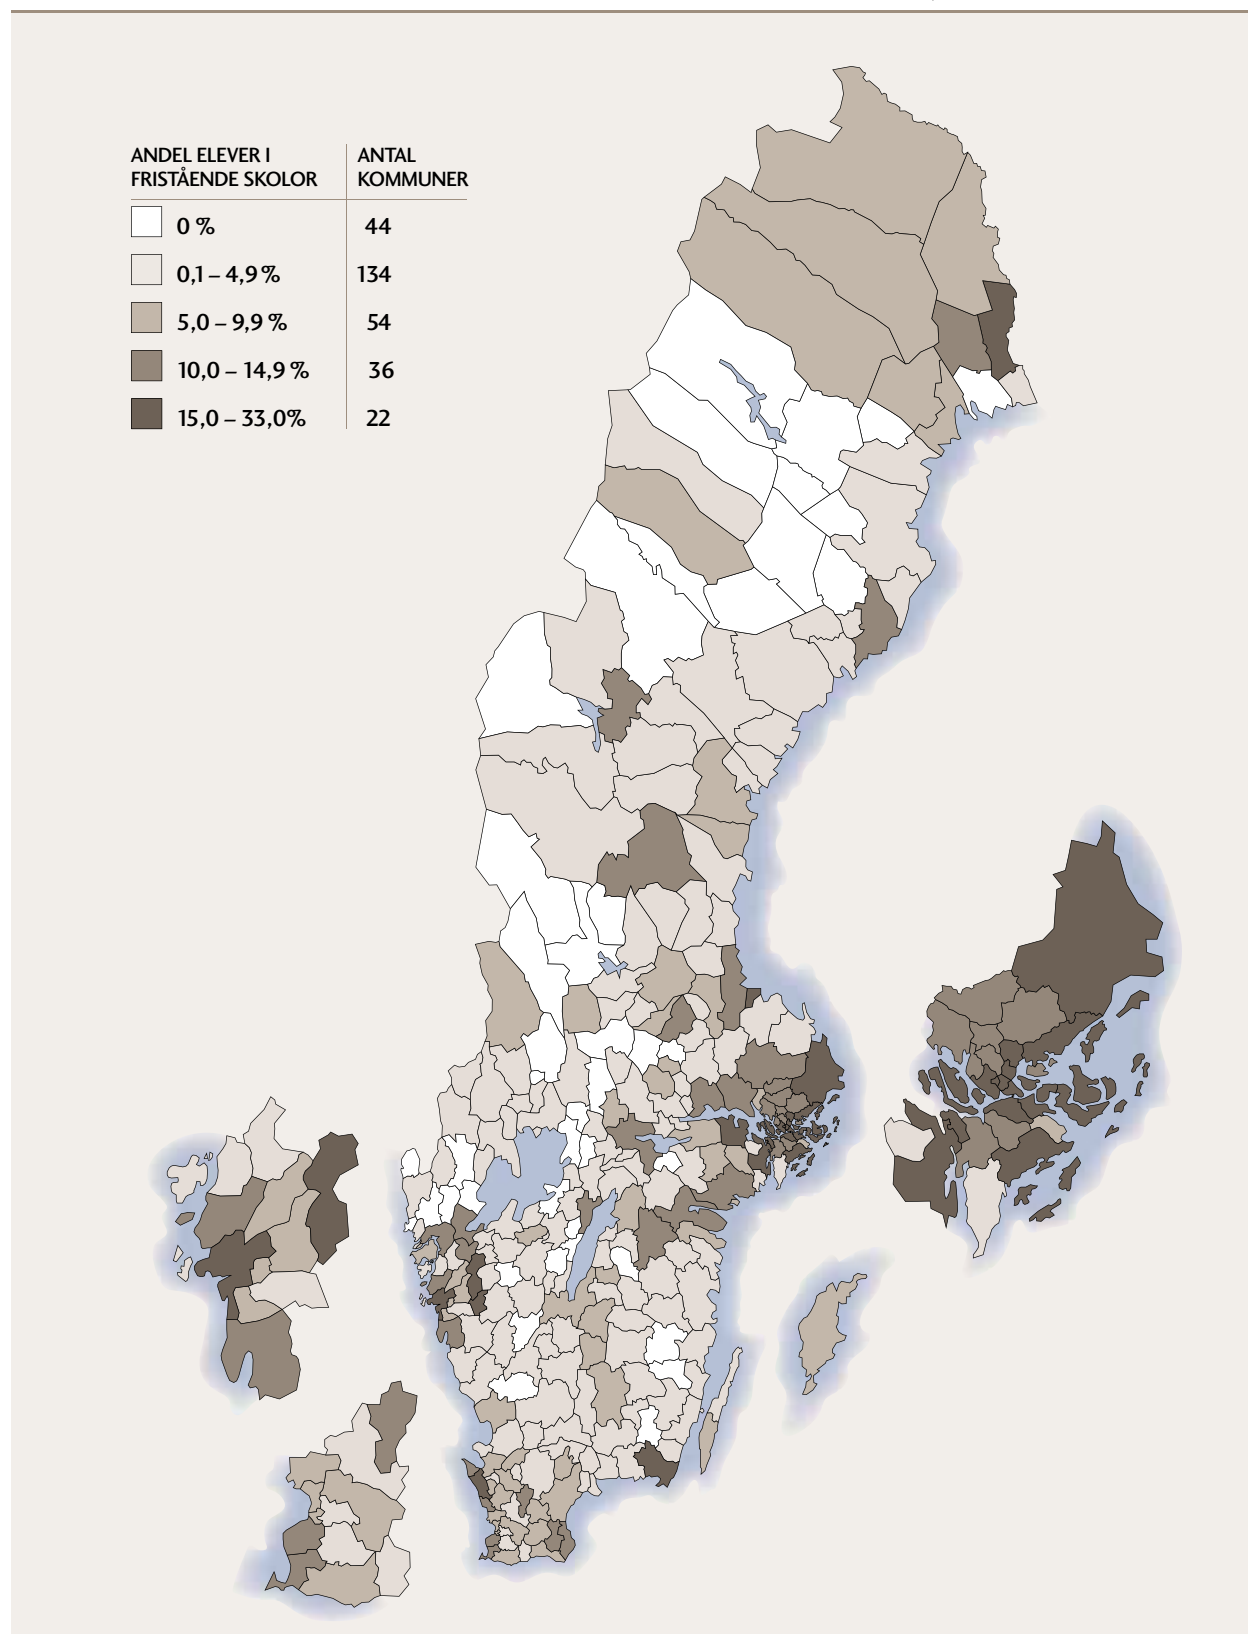 ANDEL ELEVER I
FRISTÅENDE SKOLOR
ANTAL
KOMMUNER
0 % 44
0,1 – 4,9 % 134
5,0 – 9,9 % 54
10,0 – 14,9 % 36
15,0 – 33,0% 22